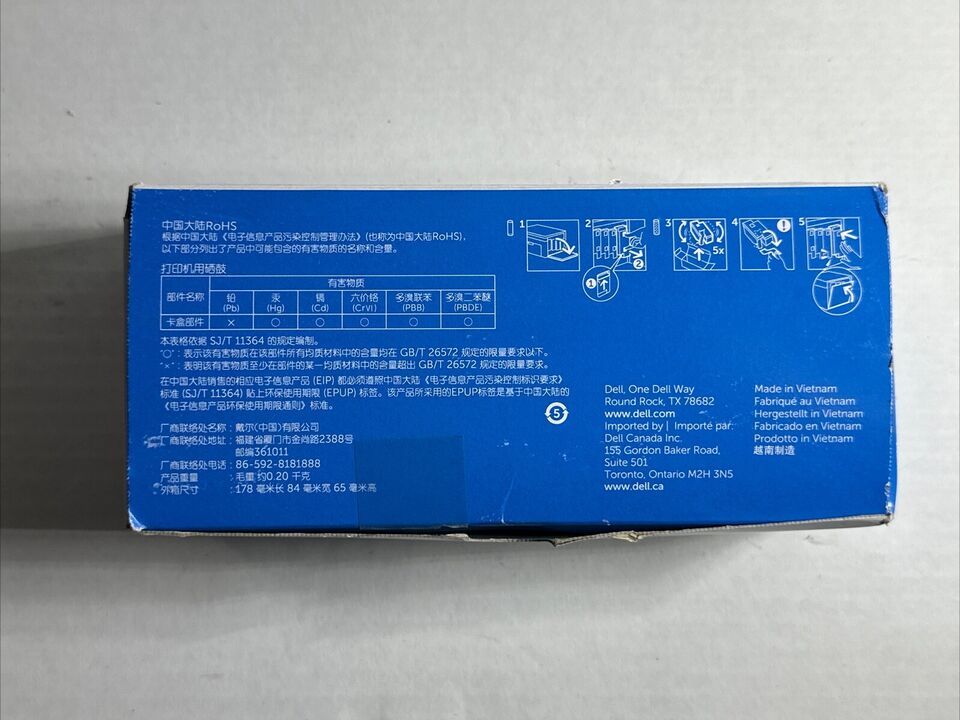 中国大陆RoHS
根据中国大陆《电子信息产品污染控制管理办法》(也称为中国大陆RoHS),
以下部分列出了产品中可能包含的有害物质的名称和含量。
打印机用硒鼓
部件名称 有害物质
铅 汞 镉 六价铬 多溴联苯 多溴二苯醚
(Pb) (Hg) (Cd) (CrVI) (PBB) (PBDE)
卡盒部件 × ○ ○ ○ ○ ○
本表格依据 SJ/T 11364 的规定编制。
"○": 表示该有害物质在该部件所有均质材料中的含量均在 GB/T 26572 规定的限量要求以下。
"×": 表明该有害物质至少在部件的某一均质材料中的含量超出 GB/T 26572 规定的限量要求。
在中国大陆销售的相应电子信息产品 (EIP) 都必须遵照中国大陆《电子信息产品污染控制标识要求》
标准 (SJ/T 11364) 贴上环保使用期限 (EPUP) 标签。该产品所采用的EPUP标签是基于中国大陆的
《电子信息产品环保使用期限通则》标准。
5
厂商联络处名称: 戴尔(中国)有限公司
厂商联络处地址: 福建省厦门市金尚路2388号
邮编361011
厂商联络处电话: 86-592-8181888
产品重量: 毛重 约0.20 千克
外箱尺寸: 178 毫米长 84 毫米宽 65 毫米高
1 2 3 4 5
5x
!
1 2
Dell, One Dell Way
Round Rock, TX 78682
www.dell.com
Imported by | Importé par:
Dell Canada Inc.
155 Gordon Baker Road,
Suite 501
Toronto, Ontario M2H 3N5
www.dell.ca
Made in Vietnam
Fabriqué au Vietnam
Hergestellt in Vietnam
Fabricado en Vietnam
Prodotto in Vietnam
越南制造